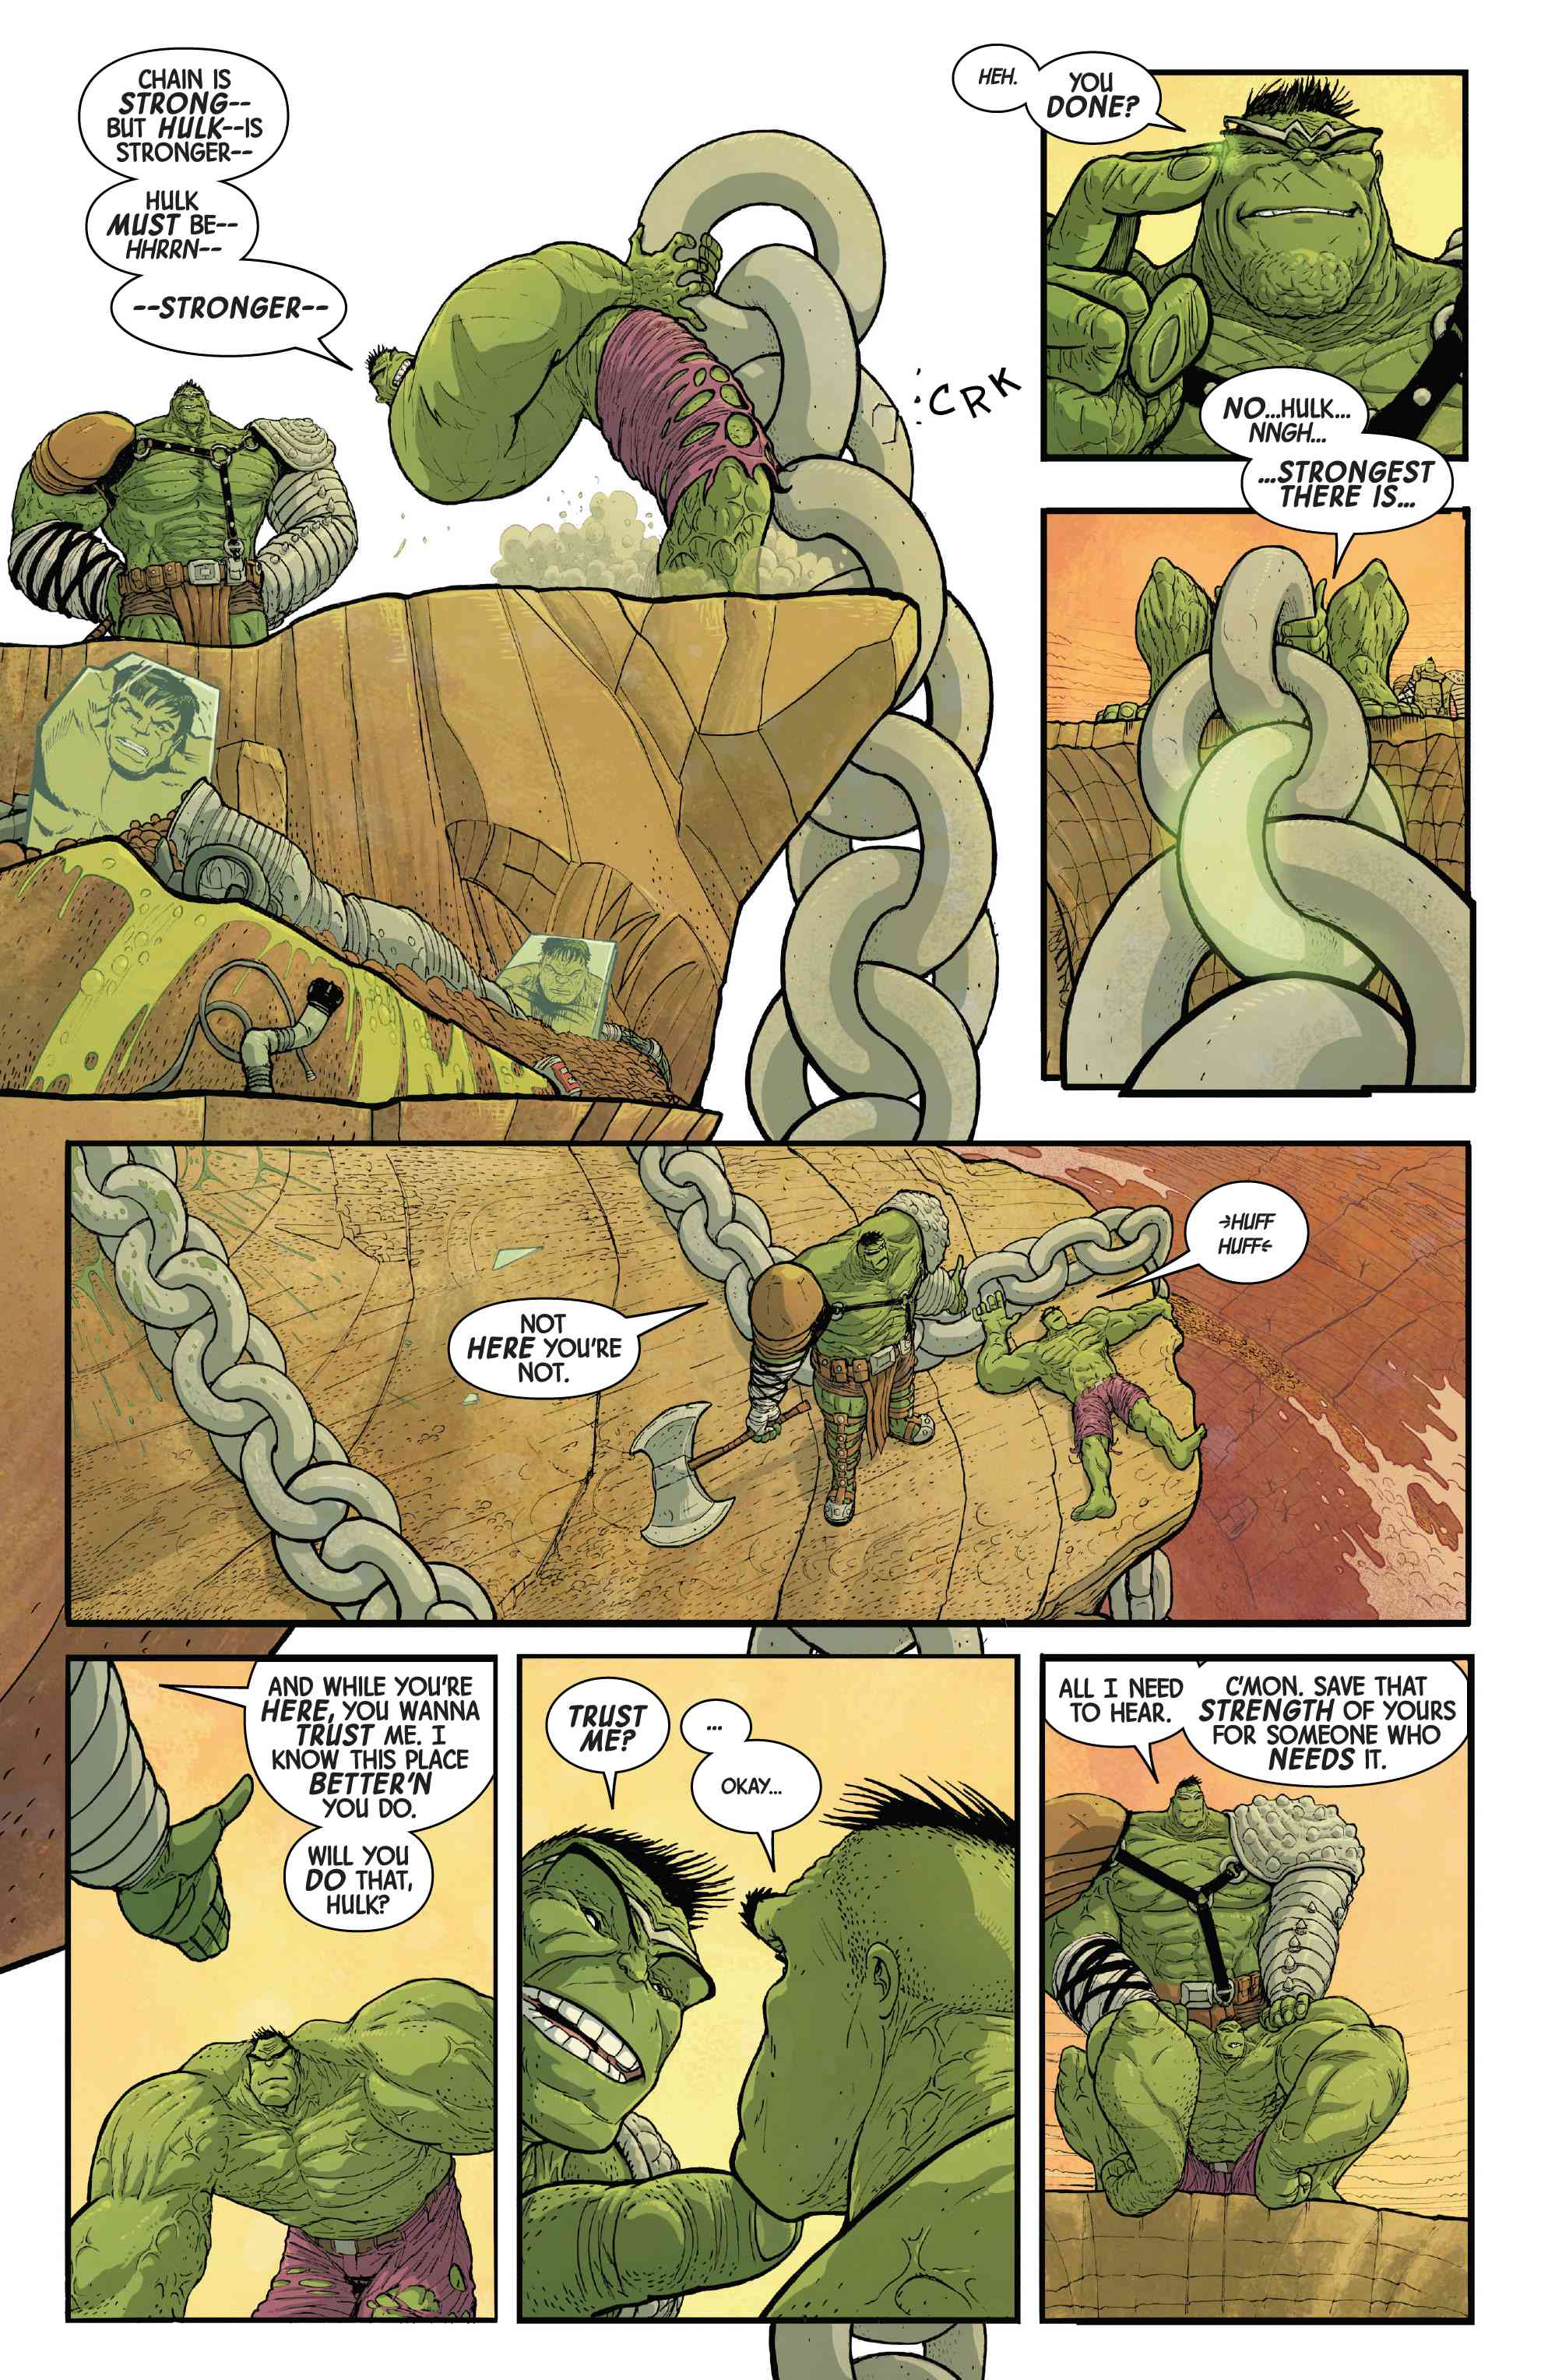 CHAIN IS
STRONG--
BUT HULK--IS
STRONGER--
HULK
MUST BE--
HHRRN--
--STRONGER--
CRK
HEH.
YOU
DONE?
NO...HULK...
NNGH...
...STRONGEST
THERE IS...
HUFF
HUFF
NOT
HERE YOU'RE
NOT.
AND WHILE YOU'RE
HERE, YOU WANNA
TRUST ME. I
KNOW THIS PLACE
BETTER'N
YOU DO.
WILL YOU
DO THAT,
HULK?
TRUST
ME?
...
OKAY...
ALL I NEED
TO HEAR.
C'MON. SAVE THAT
STRENGTH OF YOURS
FOR SOMEONE WHO
NEEDS IT.